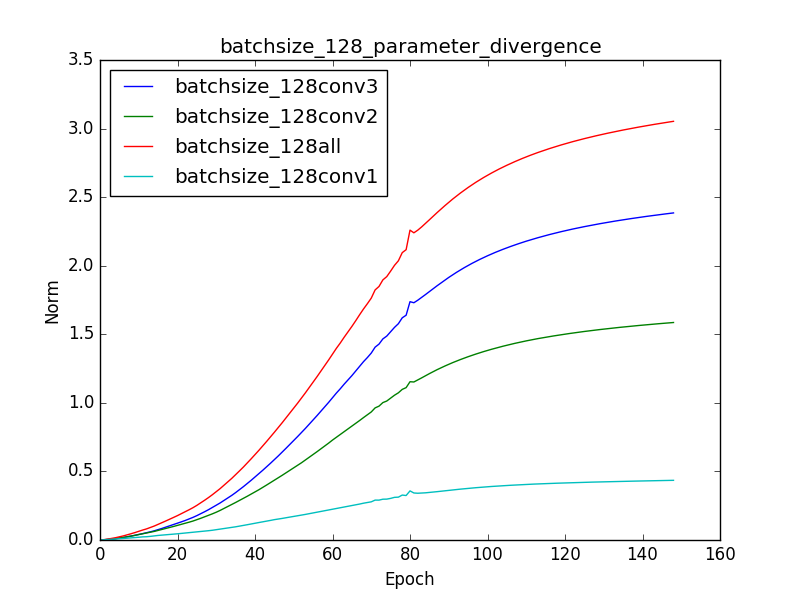 batchsize_128_parameter_divergence
3.5
3.0
2.5
2.0
1.5
1.0
0.5
0.0
Norm
batchsize_128conv3
batchsize_128conv2
batchsize_128all
batchsize_128conv1
0 20 40 60 80 100 120 140 160
Epoch